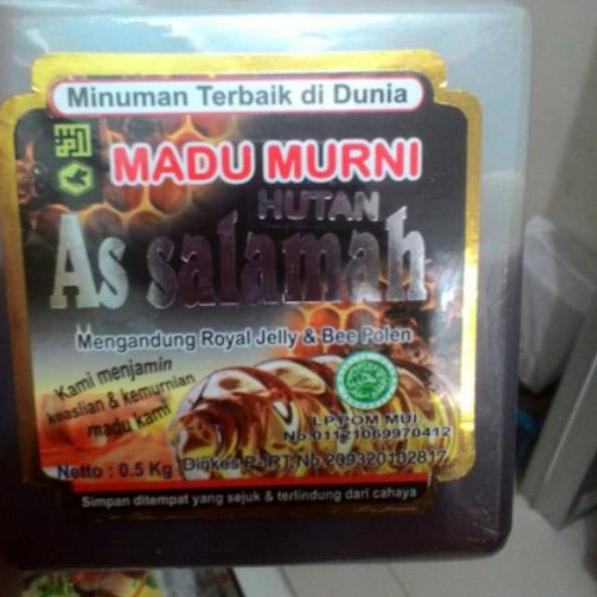 Minuman Terbaik di Dunia
MADU MURNI
HUTAN
As salamah
Mengandung Royal Jelly & Bee Polen
Kami menjamin
keaslian & kemurnian
madu kami
LP.POM MUI
No.01121069970412
Netto : 0.5 Kg
Dinkes P-IRT.No.209320102817
Simpan ditempat yang sejuk & terlindung dari cahaya